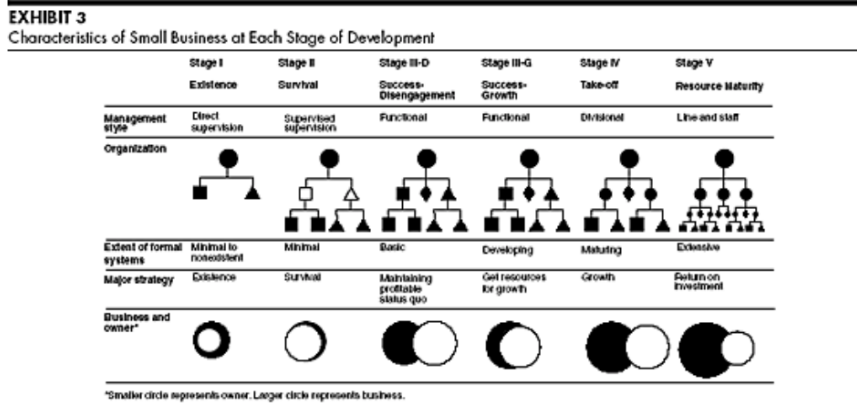 EXHIBIT 3
Characteristics of Small Business at Each Stage of Development
Stage I Stage II Stage III-D Stage III-G Stage IV Stage V
Existence Survival Success-Disengagement Success-Growth Take-off Resource Maturity
Management style Direct supervision Supervised supervision Functional Functional Divisional Line and staff
Organization
Extent of formal systems Minimal to nonexistent Minimal Basic Developing Maturing Extensive
Major strategy Existence Survival Maintaining profitable status quo Get resources for growth Growth Return on investment
Business and owner*
*Smaller circle represents owner. Larger circle represents business.